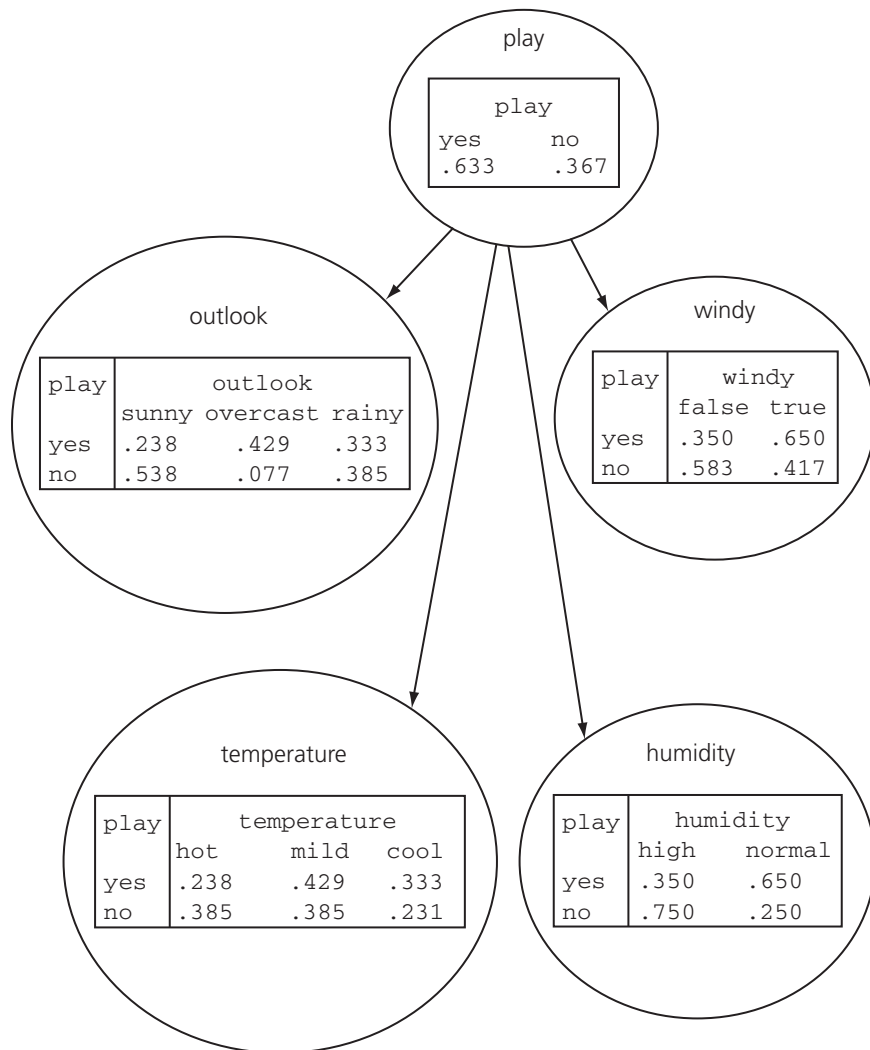 play
play
yes no
.633 .367
outlook
play outlook
sunny overcast rainy
yes .238 .429 .333
no .538 .077 .385
windy
play windy
false true
yes .350 .650
no .583 .417
temperature
play temperature
hot mild cool
yes .238 .429 .333
no .385 .385 .231
humidity
play humidity
high normal
yes .350 .650
no .750 .250